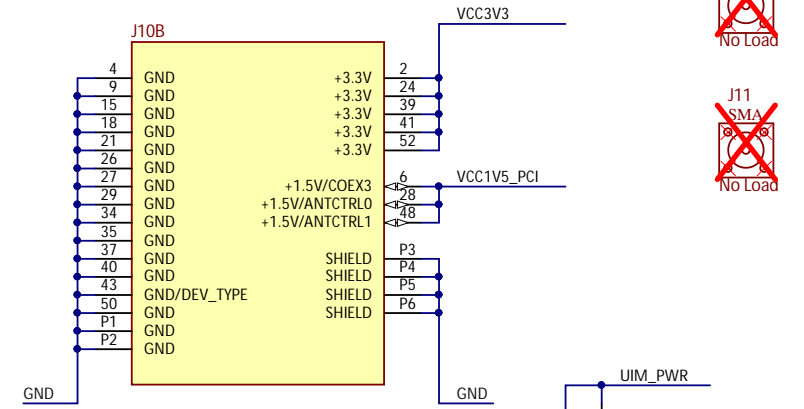 VCC3V3
No Load
J10B
4 GND +3.3V 2
9 GND +3.3V 24
15 GND +3.3V 39
18 GND +3.3V 41
21 GND +3.3V 52
26 GND
27 GND +1.5V/COEX3 6 VCC1V5_PCI
29 GND +1.5V/ANTCTRL0 28
34 GND +1.5V/ANTCTRL1 48
35 GND
37 GND SHIELD P3
40 GND SHIELD P4
43 GND/DEV_TYPE SHIELD P5
50 GND SHIELD P6
P1 GND
P2 GND
GND
GND
J11
SMA
No Load
UIM_PWR